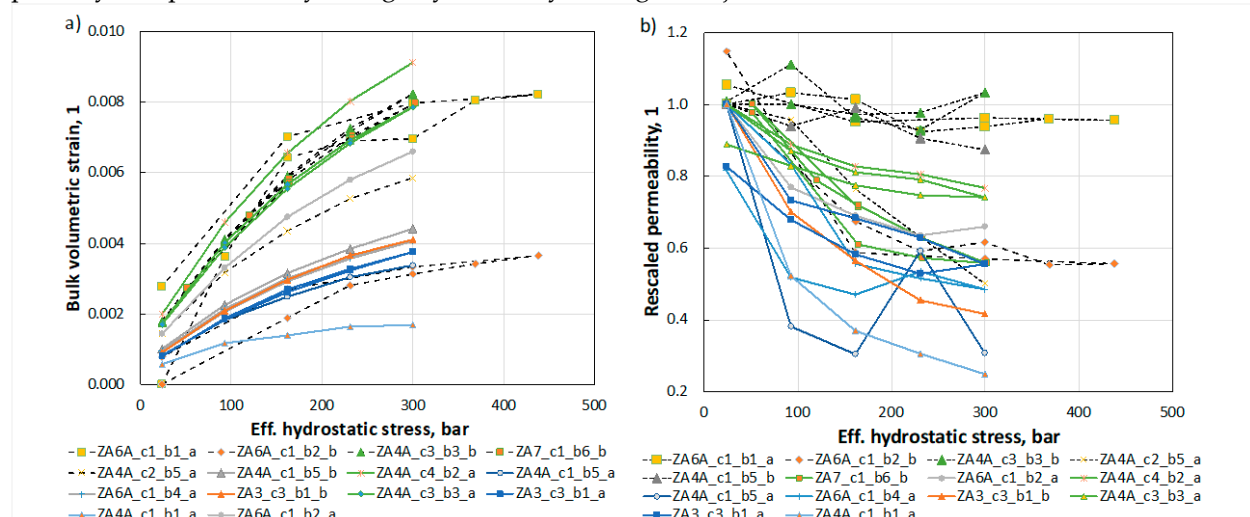 a)
Bulk volumetric strain, 1
0.010
0.008
0.006
0.004
0.002
0.000
0 100 200 300 400 500
Eff. hydrostatic stress, bar
ZA6A_c1_b1_a ZA6A_c1_b2_b ZA4A_c3_b3_b ZA7_c1_b6_b
ZA4A_c2_b5_a ZA4A_c1_b5_b ZA4A_c4_b2_a ZA4A_c1_b5_a
ZA6A_c1_b4_a ZA3_c3_b1_b ZA4A_c3_b3_a ZA3_c3_b1_a
ZA4A_c1_b1_a ZA6A_c1_b2_a
b)
Rescaled permeability, 1
1.2
1.0
0.8
0.6
0.4
0.2
0 100 200 300 400 500
Eff. hydrostatic stress, bar
ZA6A_c1_b1_a ZA6A_c1_b2_b ZA4A_c3_b3_b ZA4A_c2_b5_a
ZA4A_c1_b5_b ZA7_c1_b6_b ZA6A_c1_b2_a ZA4A_c4_b2_a
ZA4A_c1_b5_a ZA6A_c1_b4_a ZA3_c3_b1_b ZA4A_c3_b3_a
ZA3_c3_b1_a ZA4A_c1_b1_a